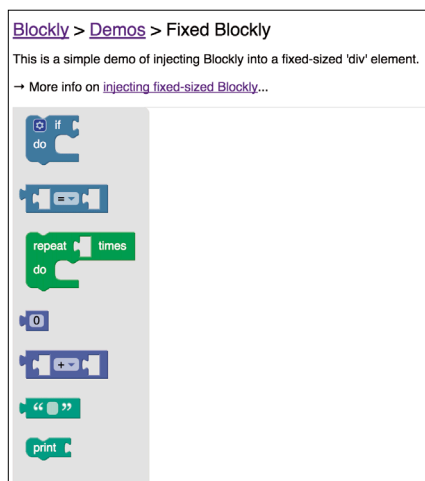 Blockly > Demos > Fixed Blockly
This is a simple demo of injecting Blockly into a fixed-sized 'div' element.
→ More info on injecting fixed-sized Blockly...
if
do
=
repeat times
do
0
+
“ ”
print